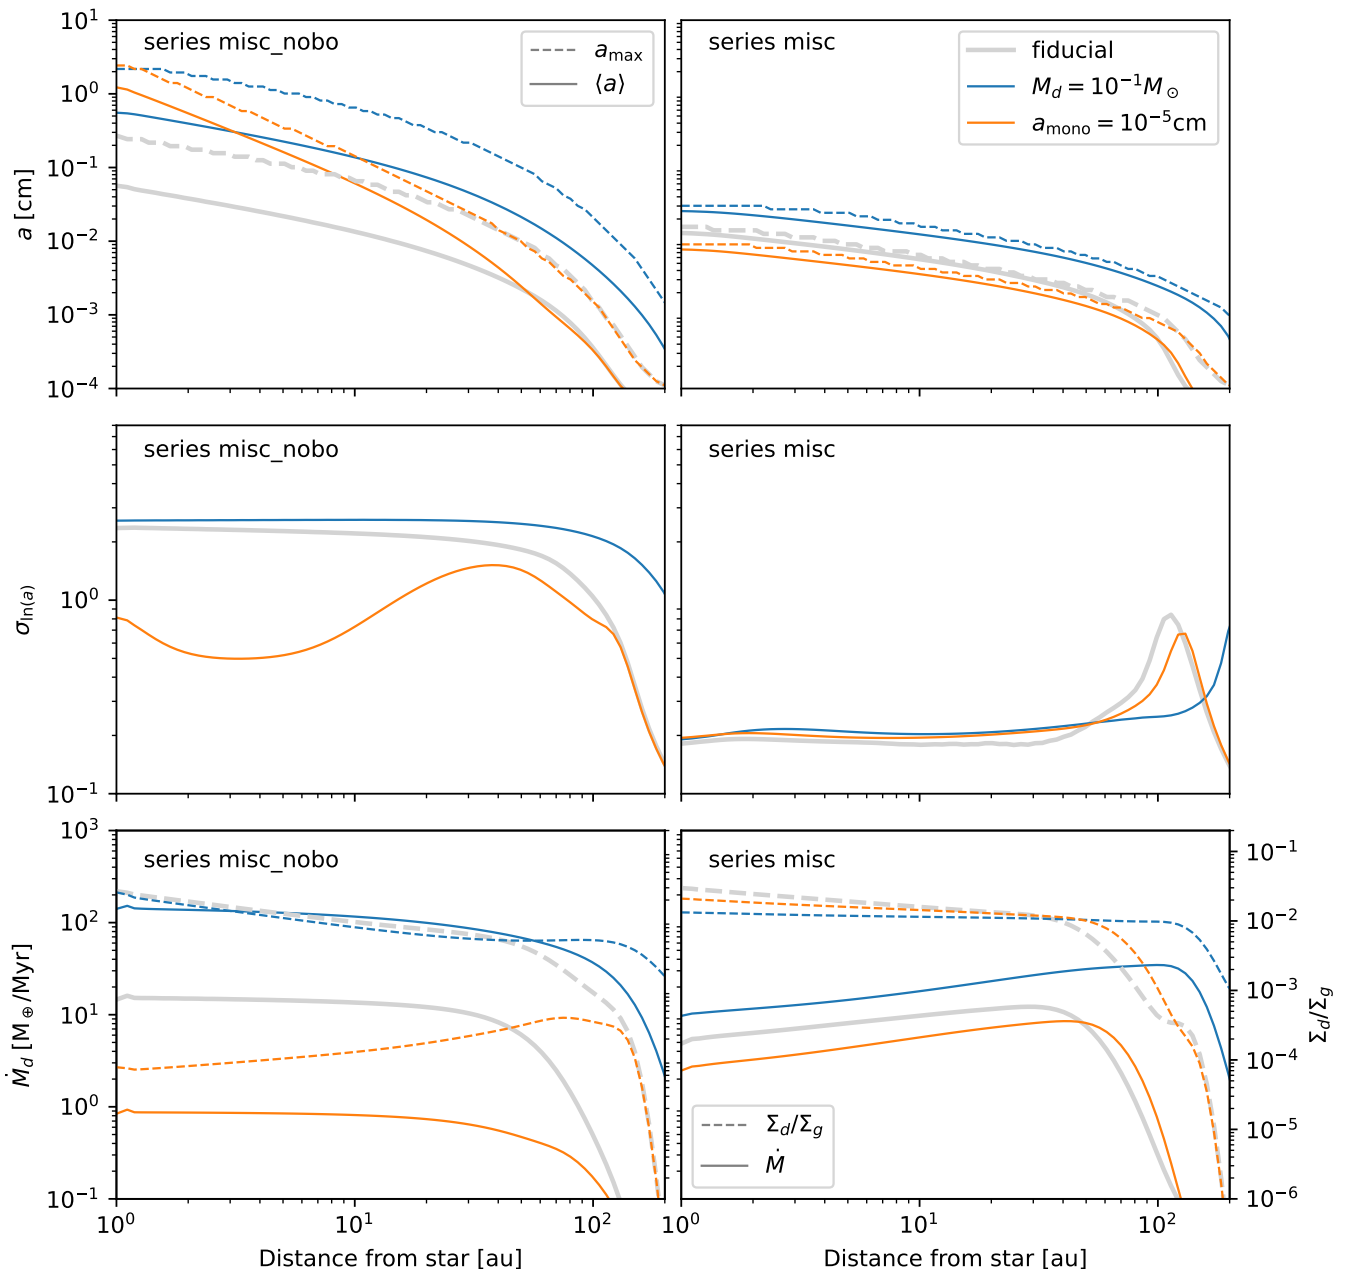 series misc_nobo
a_max
⟨a⟩
series misc
fiducial
M_d = 10^{-1} M_⊙
a_mono = 10^{-5} cm
10^1
10^0
10^{-1}
10^{-2}
10^{-3}
10^{-4}
a [cm]
series misc_nobo
series misc
10^0
10^{-1}
σ_{ln(a)}
series misc_nobo
series misc
10^3
10^2
10^1
10^0
10^{-1}
Ṁ_d [M_⊕/Myr]
Σ_d/Σ_g
Ṁ
10^{-1}
10^{-2}
10^{-3}
10^{-4}
10^{-5}
10^{-6}
Σ_d/Σ_g
10^0
10^1
10^2
10^0
10^1
10^2
Distance from star [au]
Distance from star [au]